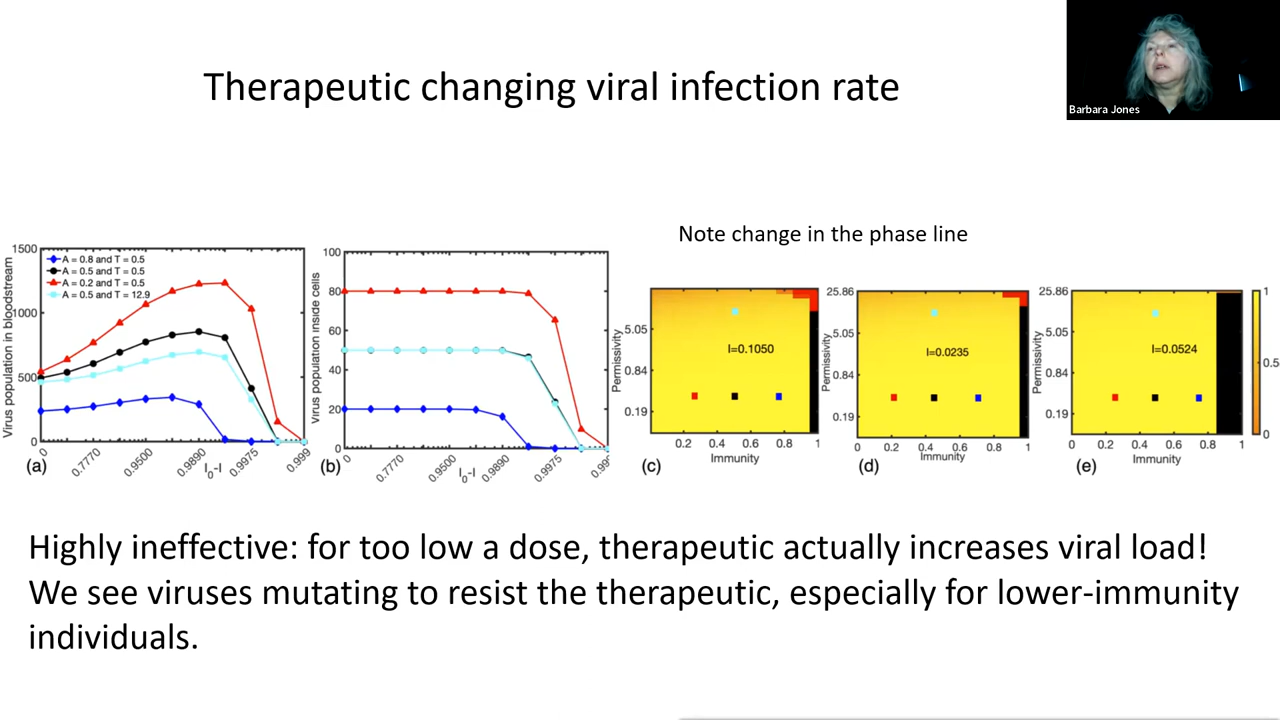 Therapeutic changing viral infection rate
Barbara Jones
Note change in the phase line
Virus population in bloodstream
1500
1000
500
0
A = 0.8 and T = 0.5
A = 0.5 and T = 0.5
A = 0.2 and T = 0.5
A = 0.5 and T = 12.9
0
0.7770
0.9500
0.9890
I0-I
0.9975
0.999
(a)
Virus population inside cells
100
80
60
40
20
0
0
0.7770
0.9500
I0-I
0.9890
0.9975
(b)
Permissivity
5.05
0.84
0.19
I=0.1050
0.2
0.4
0.6
0.8
1
Immunity
(c)
Permissivity
25.86
5.05
0.84
0.19
I=0.0235
0
0.2
0.4
0.6
0.8
1
Immunity
(d)
Permissivity
25.86
5.05
0.84
0.19
I=0.0524
0
0.2
0.4
0.6
0.8
1
Immunity
(e)
1
0.5
0
Highly ineffective: for too low a dose, therapeutic actually increases viral load!
We see viruses mutating to resist the therapeutic, especially for lower-immunity
individuals.